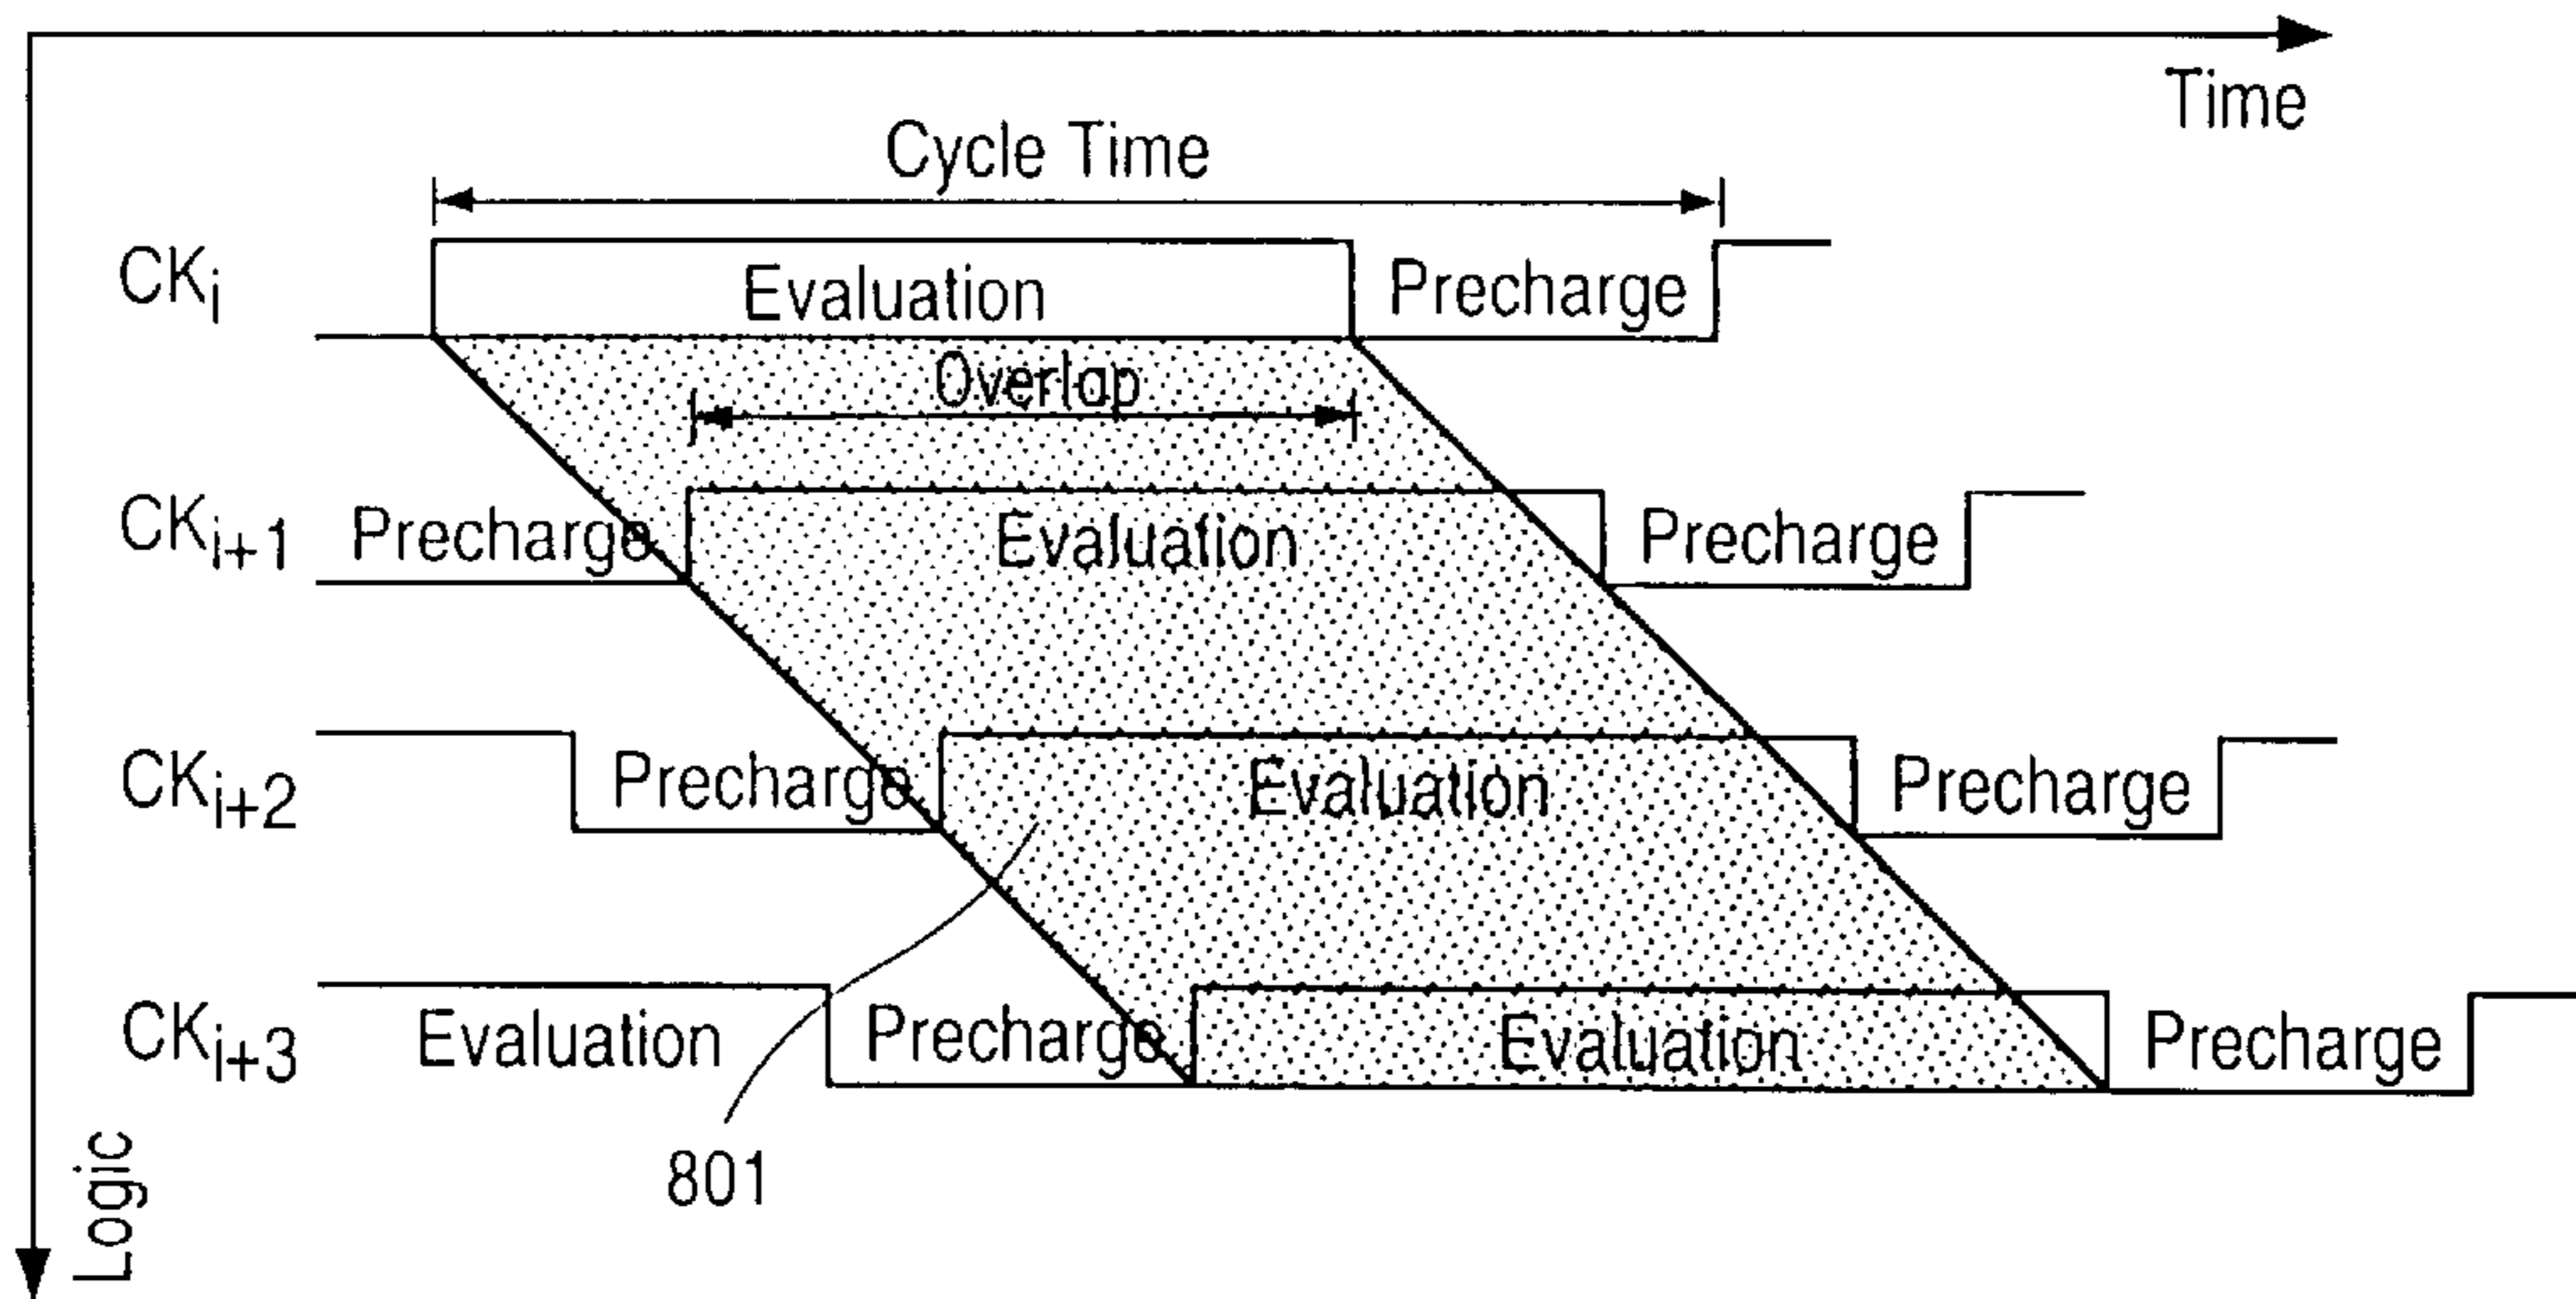 Time
Cycle Time
CKi Evaluation Precharge
Overlap
CKi+1 Precharge Evaluation Precharge
CKi+2 Precharge Evaluation Precharge
CKi+3 Evaluation Precharge Evaluation Precharge
801
Logic